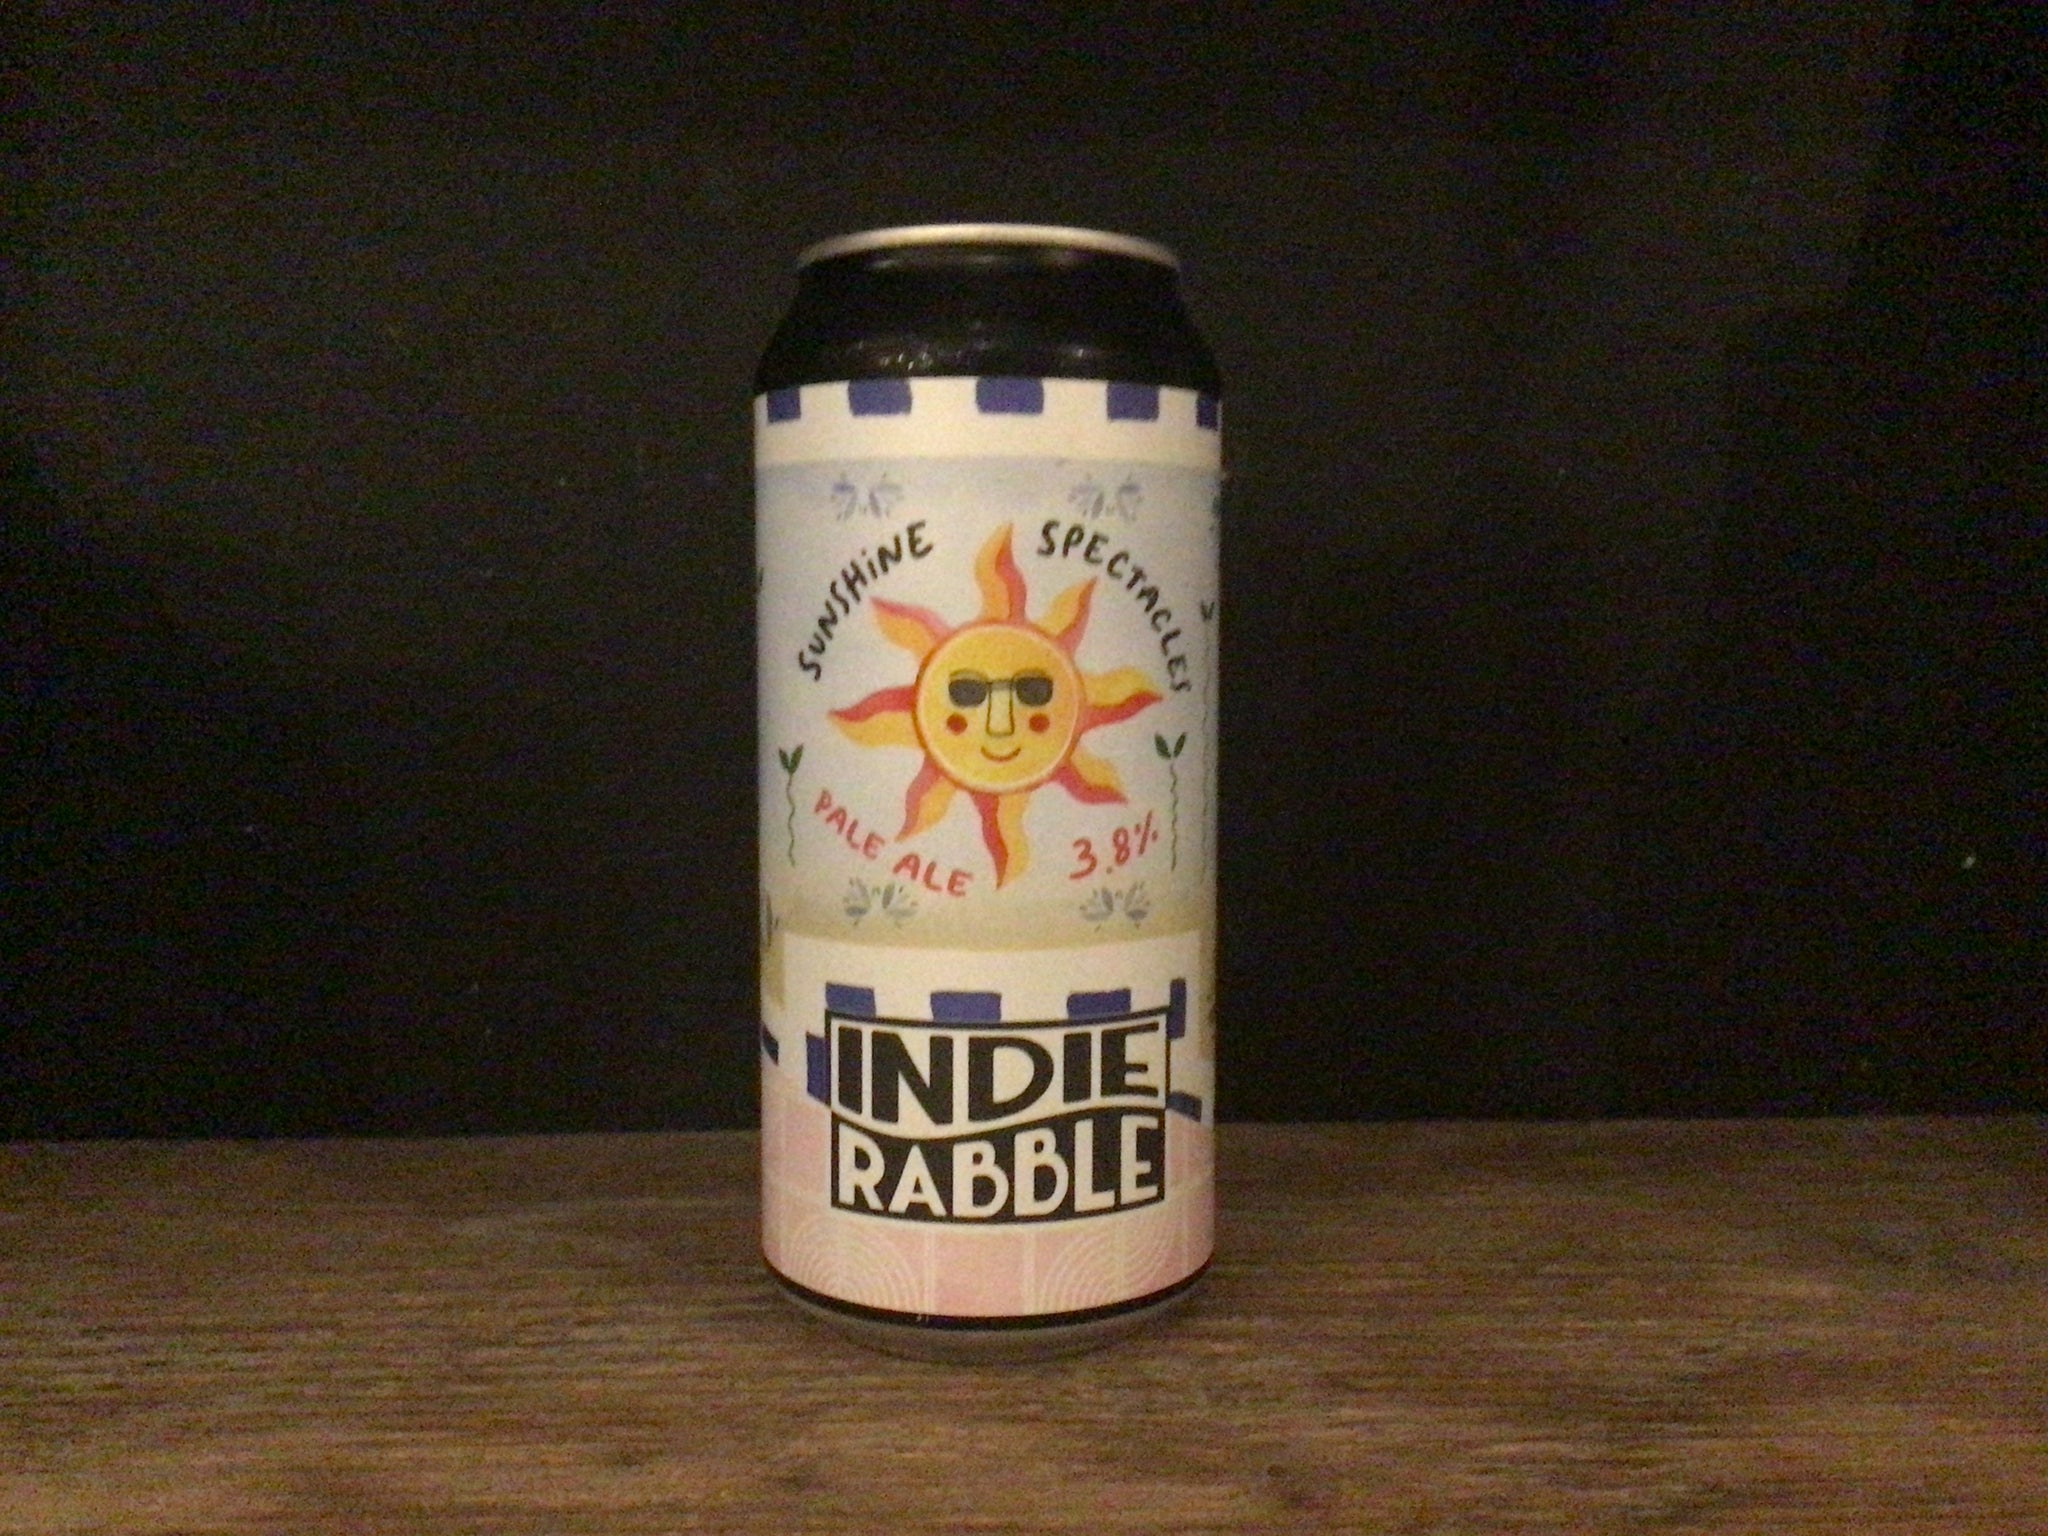 SUNSHiNE SPECTACLES
PALE ALE 3.8%
INDIE
RABBLE